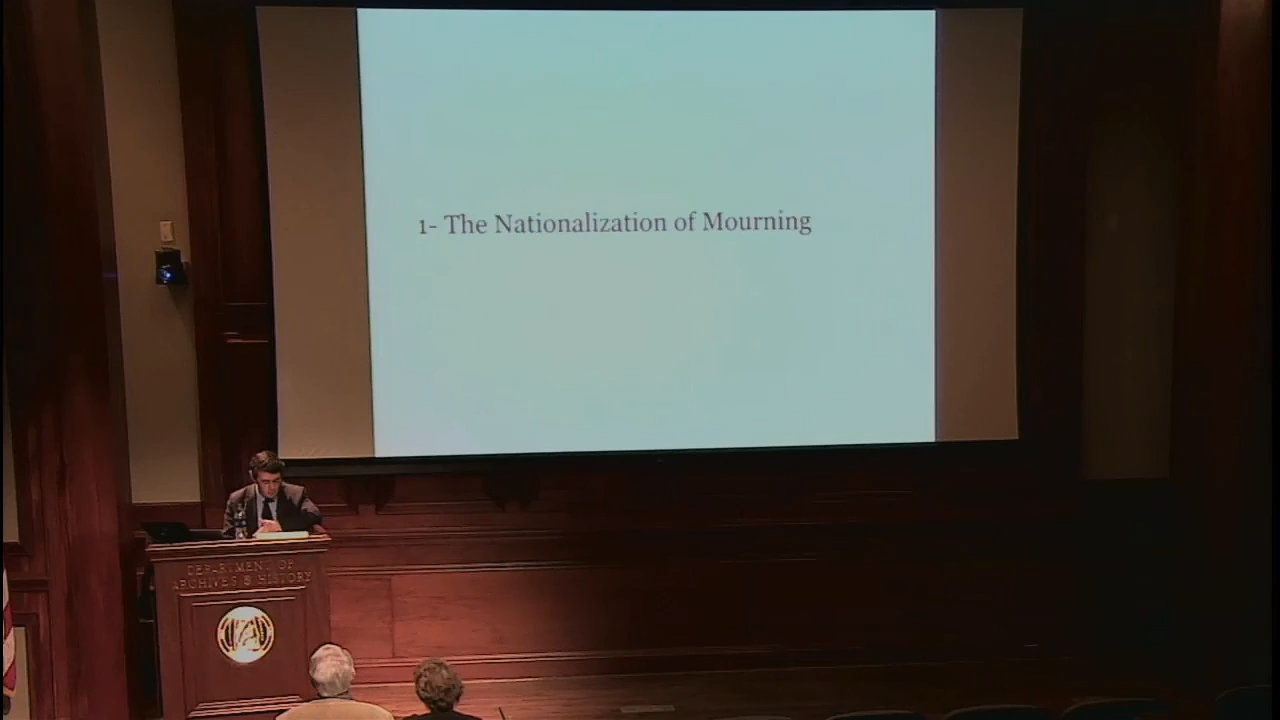 1- The Nationalization of Mourning
DEPARTMENT OF
ARCHIVES & HISTORY